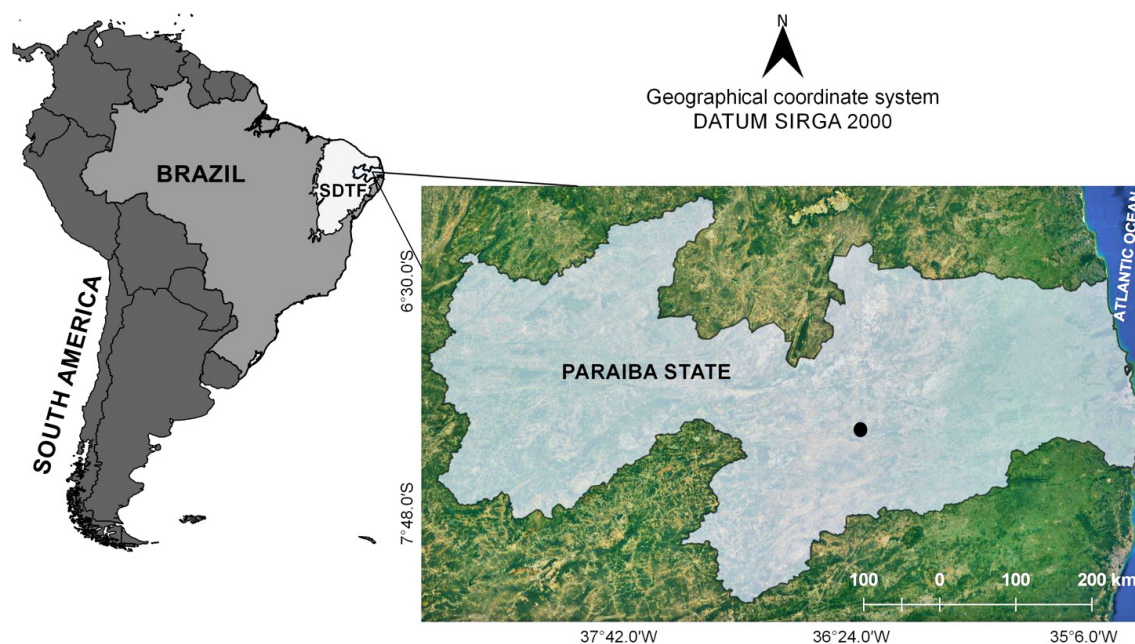 N
Geographical coordinate system
DATUM SIRGA 2000
BRAZIL
SDTF
SOUTH AMERICA
6°30.0'S
7°48.0'S
ATLANTIC OCEAN
PARAIBA STATE
100 0 100 200 km
37°42.0'W 36°24.0'W 35°6.0'W